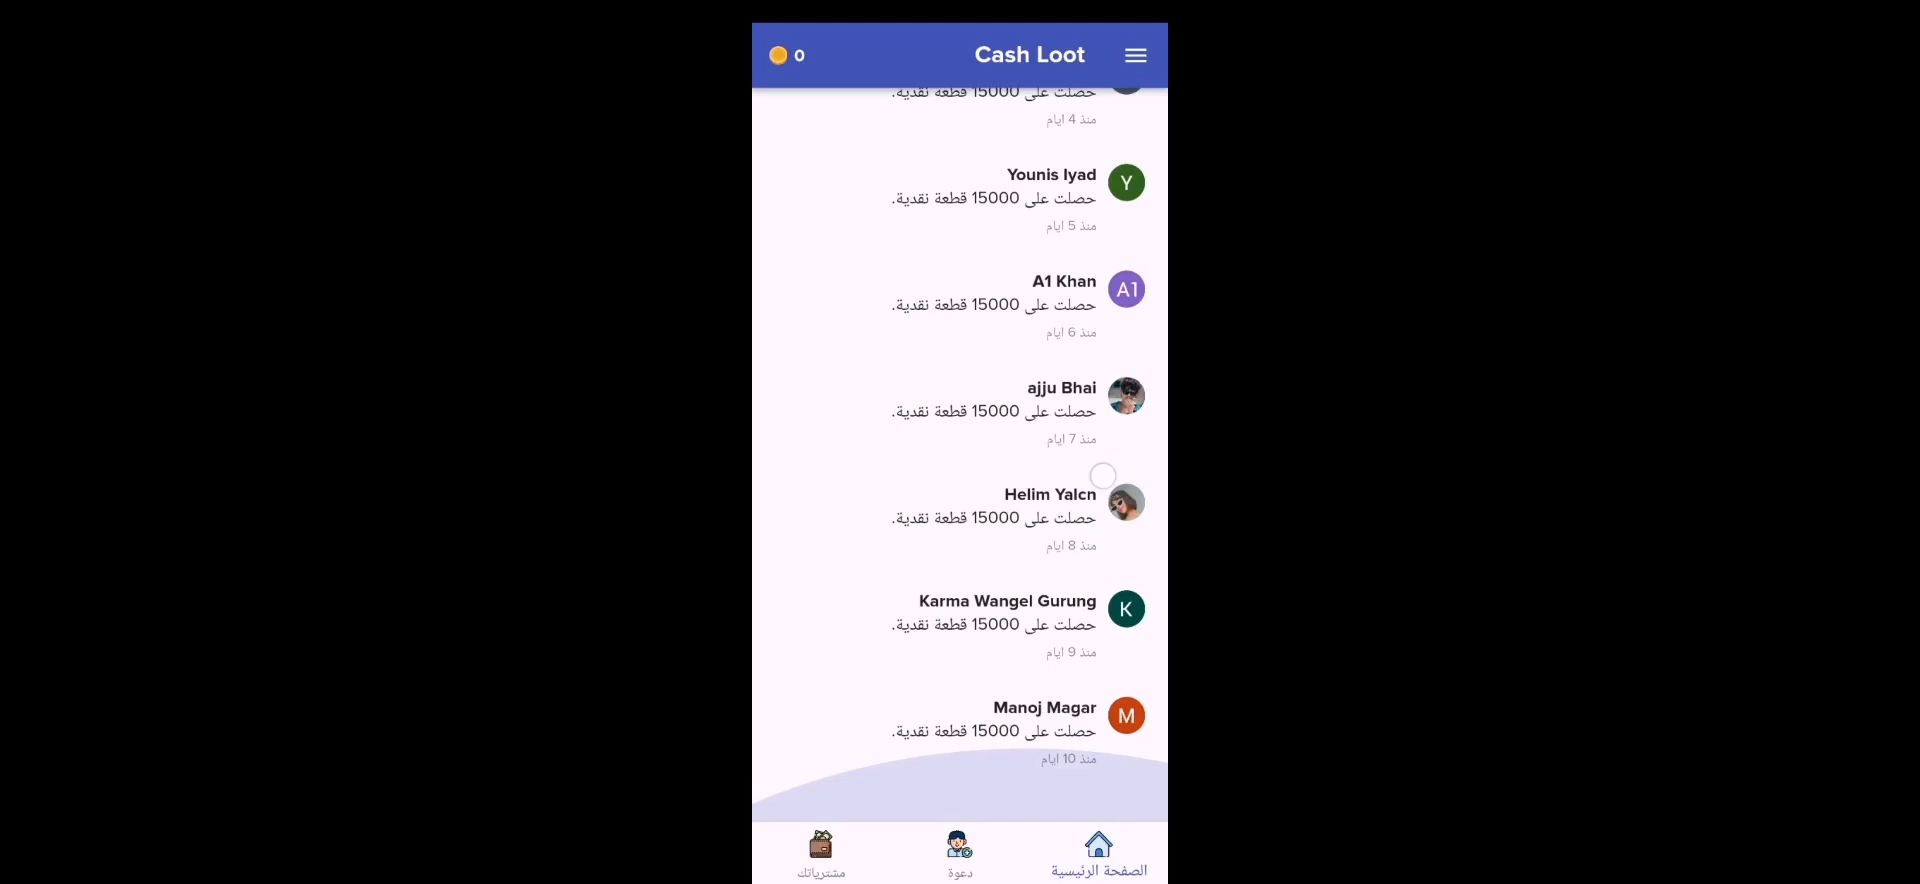 0
Cash Loot
حصلت على 15000 قطعة نقدية.
منذ 4 ايام
Younis Iyad
حصلت على 15000 قطعة نقدية.
منذ 5 ايام
A1 Khan
A1
حصلت على 15000 قطعة نقدية.
منذ 6 ايام
ajju Bhai
حصلت على 15000 قطعة نقدية.
منذ 7 ايام
Helim Yalcn
حصلت على 15000 قطعة نقدية.
منذ 8 ايام
Karma Wangel Gurung
K
حصلت على 15000 قطعة نقدية.
منذ 9 ايام
Manoj Magar
M
حصلت على 15000 قطعة نقدية.
منذ 10 ايام
الصفحة الرئيسية
دعوة
مشترياتك